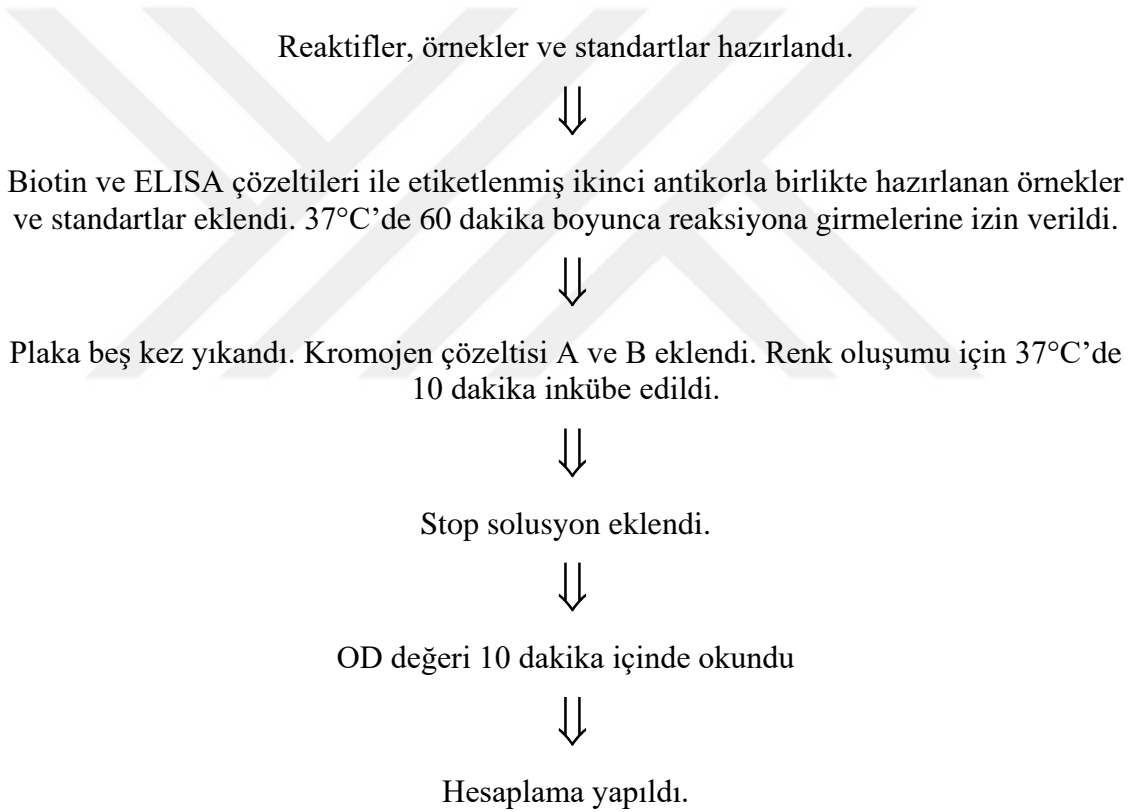 Reaktifler, örnekler ve standartlar hazırlandı.
⇓
Biotin ve ELISA çözeltileri ile etiketlenmiş ikinci antikorla birlikte hazırlanan örnekler
ve standartlar eklendi. 37°C’de 60 dakika boyunca reaksiyona girmelerine izin verildi.
⇓
Plaka beş kez yıkandı. Kromojen çözeltisi A ve B eklendi. Renk oluşumu için 37°C’de
10 dakika inkübe edildi.
⇓
Stop solusyon eklendi.
⇓
OD değeri 10 dakika içinde okundu
⇓
Hesaplama yapıldı.